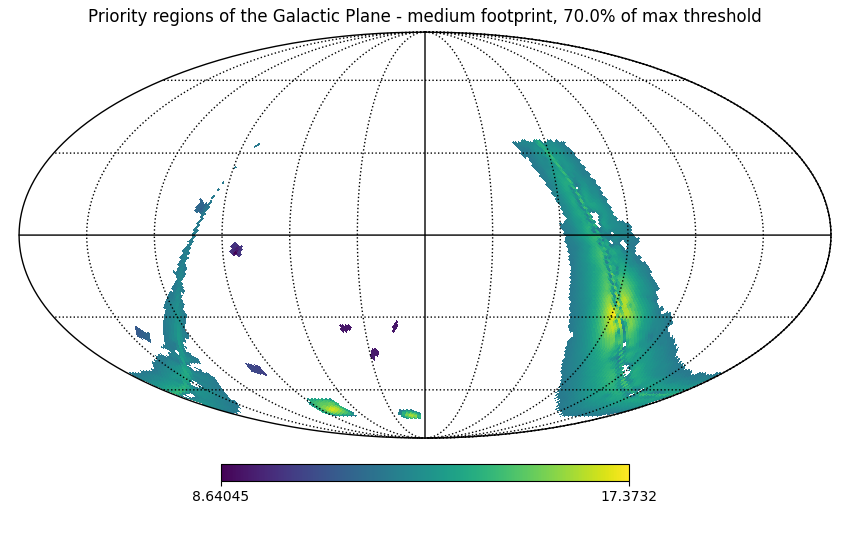 Priority regions of the Galactic Plane - medium footprint, 70.0% of max threshold
8.64045
17.3732